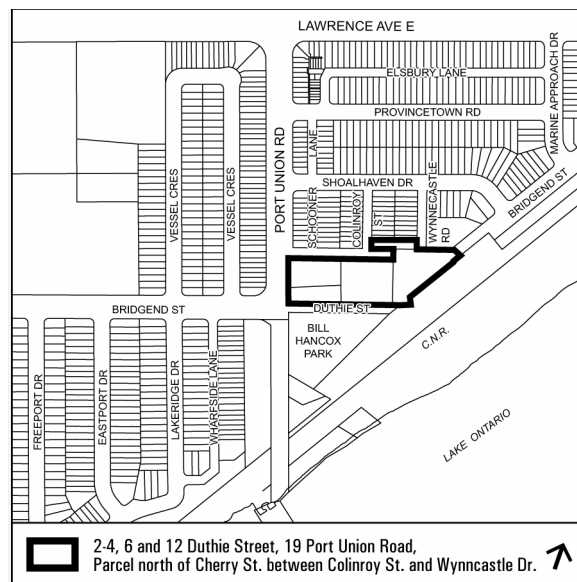 LAWRENCE AVE E
ELSBURY LANE
MARINE APPROACH DR
PROVINCETOWN RD
PORT UNION RD
LANE
SCHOONER
SHOALHAVEN DR
COLINROY
ST
WYNNECASTLE
RD
BRIDGEND ST
VESSEL CRES
VESSEL CRES
BRIDGEND ST
DUTHIE ST
BILL
HANCOX
PARK
C.N.R.
FREEPORT DR
EASTPORT DR
LAKERIDGE DR
WHARFSIDE LANE
LAKE ONTARIO
2-4, 6 and 12 Duthie Street, 19 Port Union Road,
Parcel north of Cherry St. between Colinroy St. and Wynncastle Dr.